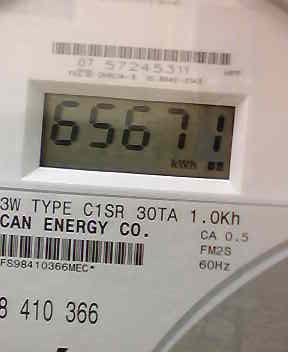 07 57245311
65671
kWh
3W TYPE C1SR 30TA 1.0Kh
CAN ENERGY CO.
CA 0.5
FM2S
60Hz
FS98410366MEC*
8 410 366